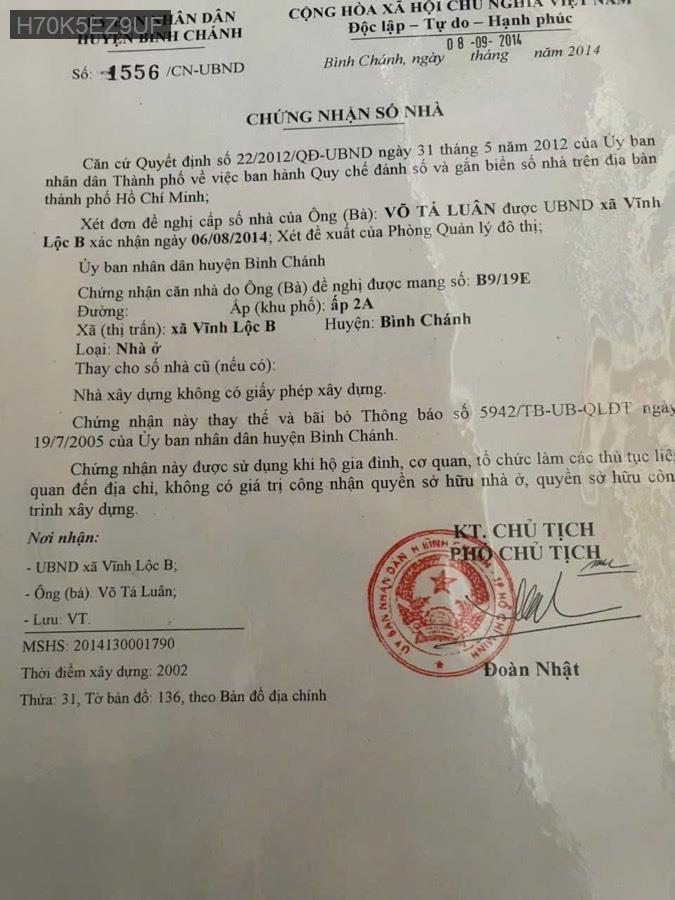 H70K5EZ9UF
NHÂN DÂN
HUYỆN BÌNH CHÁNH
CỘNG HÒA XÃ HỘI CHỦ NGHĨA VIỆT NAM
Độc lập – Tự do – Hạnh phúc
Số: 1556 /CN-UBND
08 -09- 2014
Bình Chánh, ngày tháng năm 2014
CHỨNG NHẬN SỐ NHÀ
Căn cứ Quyết định số 22/2012/QĐ-UBND ngày 31 tháng 5 năm 2012 của Ủy ban
nhân dân Thành phố về việc ban hành Quy chế đánh số và gắn biển số nhà trên địa bàn
thành phố Hồ Chí Minh;
Xét đơn đề nghị cấp số nhà của Ông (Bà): VÕ TÁ LUÂN được UBND xã Vĩnh
Lộc B xác nhận ngày 06/08/2014; Xét đề xuất của Phòng Quản lý đô thị;
Ủy ban nhân dân huyện Bình Chánh
Chứng nhận căn nhà do Ông (Bà) đề nghị được mang số: B9/19E
Đường: Ấp (khu phố): ấp 2A
Xã (thị trấn): xã Vĩnh Lộc B Huyện: Bình Chánh
Loại: Nhà ở
Thay cho số nhà cũ (nếu có):
Nhà xây dựng không có giấy phép xây dựng.
Chứng nhận này thay thế và bãi bỏ Thông báo số 5942/TB-UB-QLĐT ngày
19/7/2005 của Ủy ban nhân dân huyện Bình Chánh.
Chứng nhận này được sử dụng khi hộ gia đình, cơ quan, tổ chức làm các thủ tục liê
quan đến địa chỉ, không có giá trị công nhận quyền sở hữu nhà ở, quyền sở hữu côn
trình xây dựng.
Nơi nhận:
- UBND xã Vĩnh Lộc B;
- Ông (bà): Võ Tá Luân;
- Lưu: VT.
MSHS: 2014130001790
Thời điểm xây dựng: 2002
Thửa: 31, Tờ bản đồ: 136, theo Bản đồ địa chính
KT. CHỦ TỊCH
PHÓ CHỦ TỊCH
ỦY BAN NHÂN DÂN H BÌNH CHÁNH - TP HỒ CHÍ MINH
Đoàn Nhật